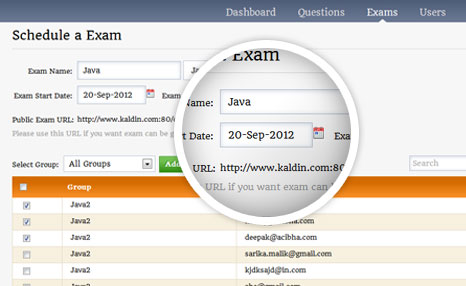 Dashboard Questions Exams Users
Schedule a Exam
Exam
Exam Name: Java Ja
Name: Java
Exam Start Date: 20-Sep-2012 Exam
t Date: 20-Sep-2012 Exa
Public Exam URL: http://www.kaldin.com:80/
URL: http://www.kaldin.com:80/
Please use this URL if you want exam can be g
URL if you want exam can b
Select Group: All Groups Add Search
Group
Java2
Java2
Java2 deepak@acibha.com
Java2 sarika.malik@gmail.com
Java2 kjdksajd@in.com
Java2